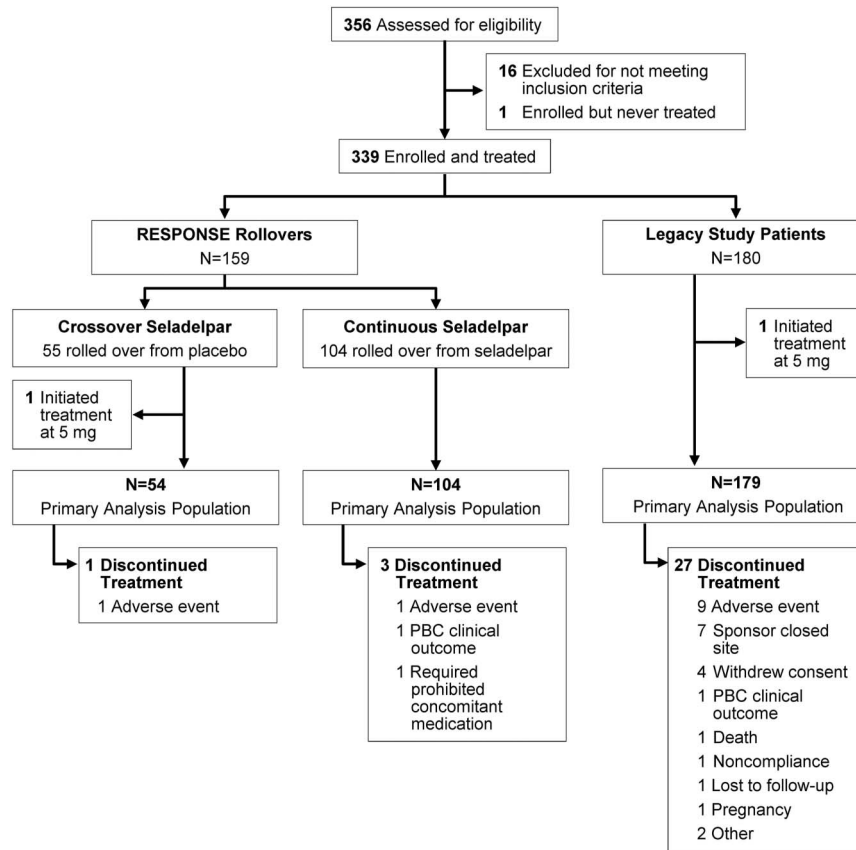 356 Assessed for eligibility
16 Excluded for not meeting
inclusion criteria
1 Enrolled but never treated
339 Enrolled and treated
RESPONSE Rollovers
N=159
Legacy Study Patients
N=180
Crossover Seladelpar
55 rolled over from placebo
Continuous Seladelpar
104 rolled over from seladelpar
1 Initiated
treatment
at 5 mg
1 Initiated
treatment
at 5 mg
N=54
Primary Analysis Population
N=104
Primary Analysis Population
N=179
Primary Analysis Population
1 Discontinued
Treatment
1 Adverse event
3 Discontinued
Treatment
1 Adverse event
1 PBC clinical
outcome
1 Required
prohibited
concomitant
medication
27 Discontinued
Treatment
9 Adverse event
7 Sponsor closed
site
4 Withdrew consent
1 PBC clinical
outcome
1 Death
1 Noncompliance
1 Lost to follow-up
1 Pregnancy
2 Other